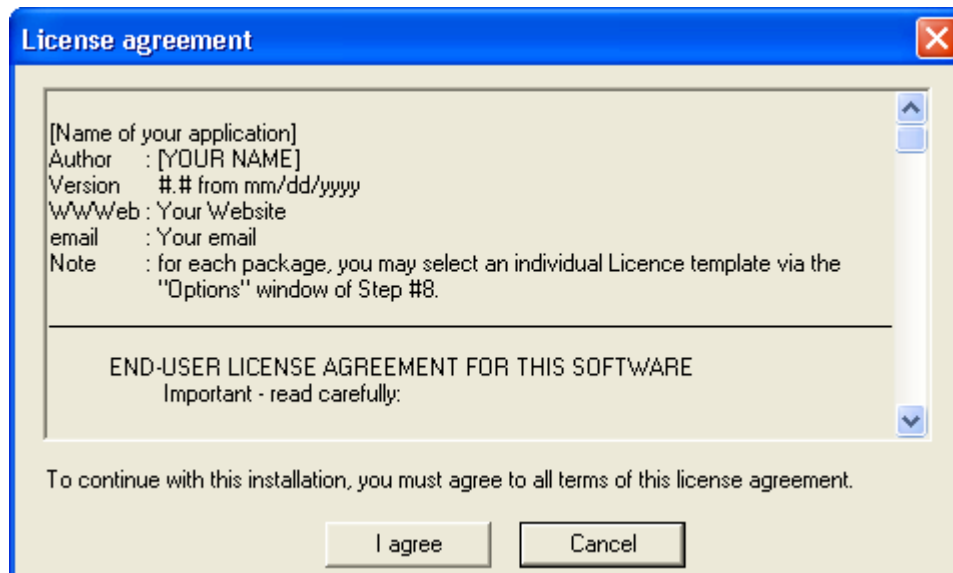 License agreement
[Name of your application]
Author : [YOUR NAME]
Version #.# from mm/dd/yyyy
WWWeb : Your Website
email : Your email
Note : for each package, you may select an individual Licence template via the
"Options" window of Step #8.
END-USER LICENSE AGREEMENT FOR THIS SOFTWARE
Important - read carefully:
To continue with this installation, you must agree to all terms of this license agreement.
I agree Cancel